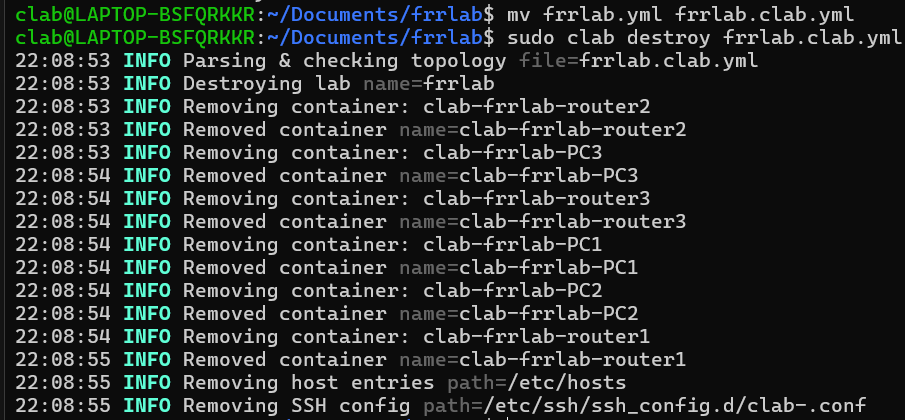 clab@LAPTOP-BSFQRKKR:~/Documents/frrlab$ mv frrlab.yml frrlab.clab.yml
clab@LAPTOP-BSFQRKKR:~/Documents/frrlab$ sudo clab destroy frrlab.clab.yml
22:08:53 INFO Parsing & checking topology file=frrlab.clab.yml
22:08:53 INFO Destroying lab name=frrlab
22:08:53 INFO Removing container: clab-frrlab-router2
22:08:53 INFO Removed container name=clab-frrlab-router2
22:08:53 INFO Removing container: clab-frrlab-PC3
22:08:54 INFO Removed container name=clab-frrlab-PC3
22:08:54 INFO Removing container: clab-frrlab-router3
22:08:54 INFO Removed container name=clab-frrlab-router3
22:08:54 INFO Removing container: clab-frrlab-PC1
22:08:54 INFO Removed container name=clab-frrlab-PC1
22:08:54 INFO Removing container: clab-frrlab-PC2
22:08:54 INFO Removed container name=clab-frrlab-PC2
22:08:54 INFO Removing container: clab-frrlab-router1
22:08:55 INFO Removed container name=clab-frrlab-router1
22:08:55 INFO Removing host entries path=/etc/hosts
22:08:55 INFO Removing SSH config path=/etc/ssh/ssh_config.d/clab-.conf